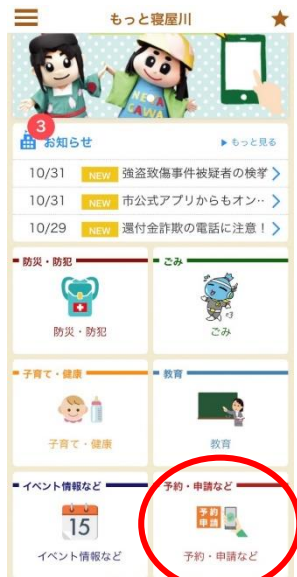 もっと寝屋川
NEYA
GAWA
3
お知らせ
▶ もっと見る
10/31 NEW 強盗致傷事件被疑者の検挙
10/31 NEW 市公式アプリからもオン‥
10/29 NEW 還付金詐欺の電話に注意！
防災・防犯
ごみ
防災・防犯
ごみ
子育て・健康
教育
子育て・健康
教育
イベント情報など
予約・申請など
15
予約
申請
イベント情報など
予約・申請など